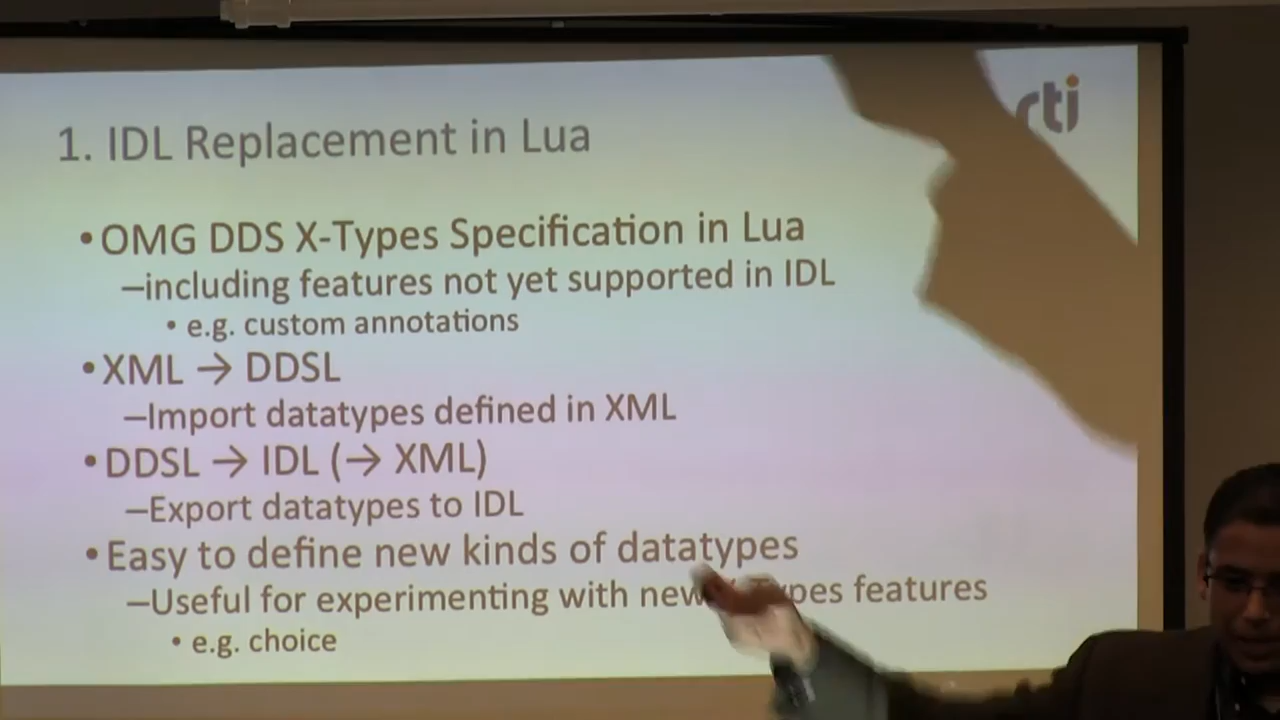 rti
1. IDL Replacement in Lua
•OMG DDS X-Types Specification in Lua
–including features not yet supported in IDL
• e.g. custom annotations
•XML → DDSL
–Import datatypes defined in XML
•DDSL → IDL (→ XML)
–Export datatypes to IDL
•Easy to define new kinds of datatypes
–Useful for experimenting with new features
• e.g. choice